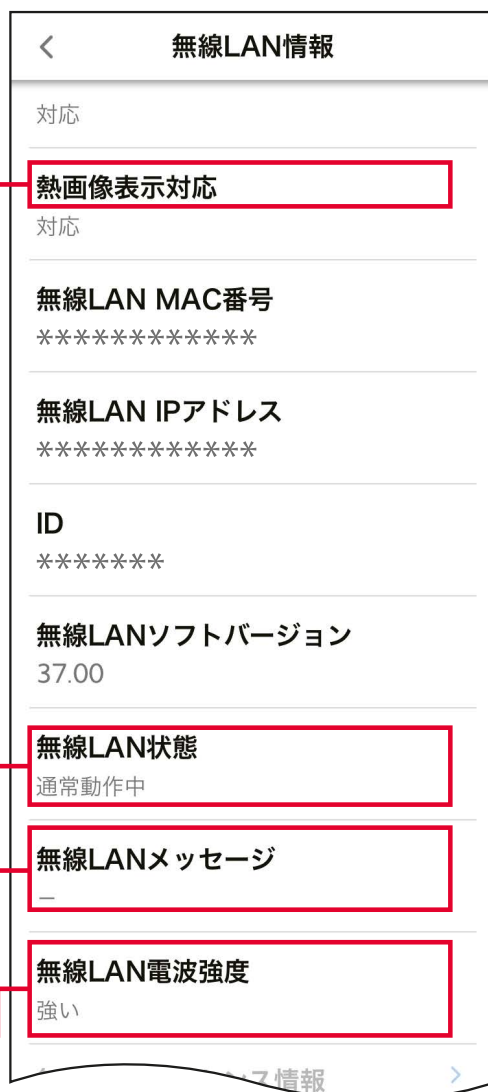 無線LAN情報
対応
熱画像表示対応
対応
無線LAN MAC番号
************
無線LAN IPアドレス
************
ID
*******
無線LANソフトバージョン
37.00
無線LAN状態
通常動作中
無線LANメッセージ
–
無線LAN電波強度
強い
ンス情報